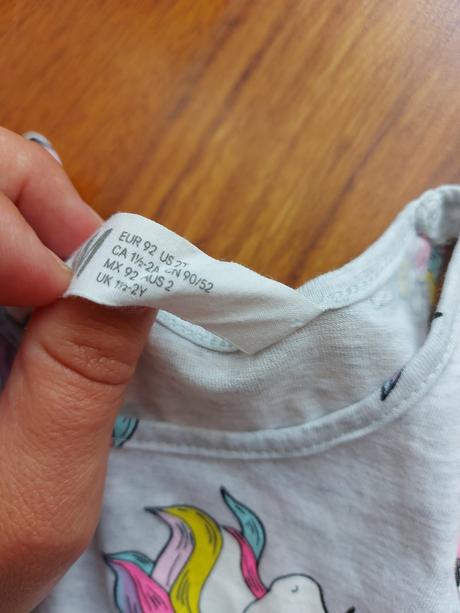 EUR 92 US 2T
CA 1½-2A CN 90/52
MX 92 AUS 2
UK 1½-2Y